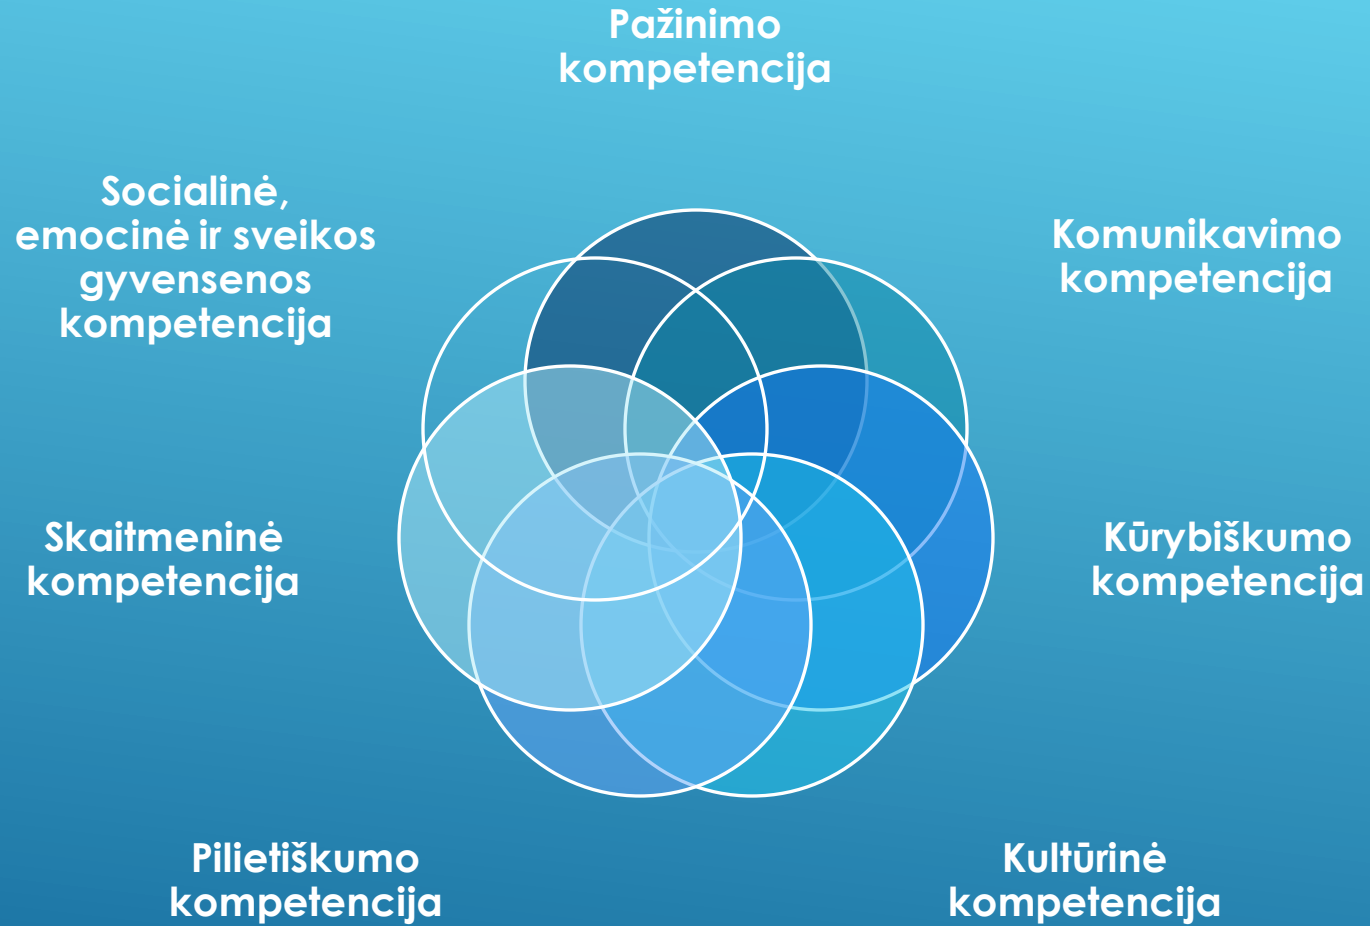 Pažinimo
kompetencija
Socialinė,
emocinė ir sveikos
gyvensenos
kompetencija
Komunikavimo
kompetencija
Skaitmeninė
kompetencija
Kūrybiškumo
kompetencija
Pilietiškumo
kompetencija
Kultūrinė
kompetencija